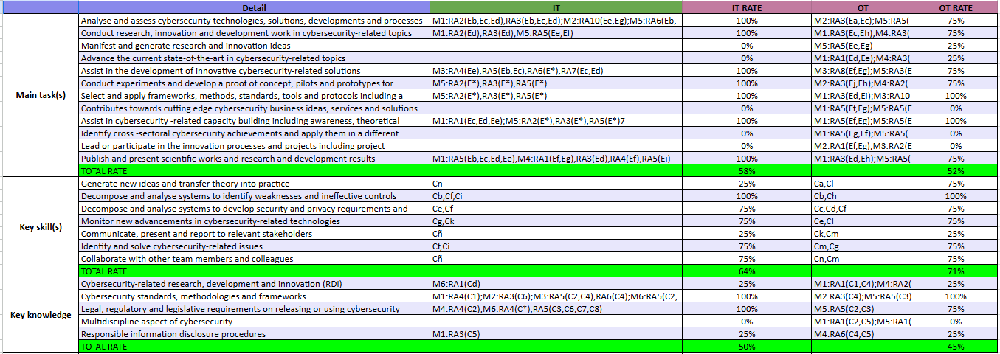 Detail IT IT RATE OT OT RATE
Main task(s)
Analyse and assess cybersecurity technologies, solutions, developments and processes M1:RA2(Eb,Ec,Ed),RA3(Eb,Ec,Ed);M2:RA10(Ee,Eg);M5:RA6(Eb, 100% M2:RA3(Ea,Ec);M5:RA5( 75%
Conduct research, innovation and development work in cybersecurity-related topics M1:RA2(Ed),RA3(Ed);M5:RA5(Ee,Ef) 100% M1:RA3(Ec,Eh);M4:RA3( 75%
Manifest and generate research and innovation ideas 0% M5:RA5(Ee,Eg) 25%
Advance the current state-of-the-art in cybersecurity-related topics 0% M1:RA1(Ed,Ee);M4:RA3( 25%
Assist in the development of innovative cybersecurity-related solutions M3:RA4(Ee),RA5(Eb,Ec),RA6(E*),RA7(Ec,Ed) 100% M3:RA8(Ef,Eg);M5:RA3(E 75%
Conduct experiments and develop a proof of concept, pilots and prototypes for M5:RA2(E*),RA3(E*),RA5(E*) 100% M2:RA3(Ej,Eh);M4:RA2( 75%
Select and apply frameworks, methods, standards, tools and protocols including a M5:RA2(E*),RA3(E*),RA5(E*) 100% M1:RA3(Ed,Ei);M3:RA10 100%
Contributes towards cutting edge cybersecurity business ideas, services and solutions 0% M1:RA5(Ef,Eg);M5:RA5(E 0%
Assist in cybersecurity -related capacity building including awareness, theoretical M1:RA1(Ec,Ed,Ee);M5:RA2(E*),RA3(E*),RA5(E*)7 100% M1:RA5(Ef,Eg);M5:RA5(E 100%
Identify cross -sectoral cybersecurity achievements and apply them in a different 0% M1:RA5(Eg,Ef);M5:RA5( 0%
Lead or participate in the innovation processes and projects including project 0% M2:RA1(Ef,Eg);M3:RA2(E 0%
Publish and present scientific works and research and development results M1:RA5(Eb,Ec,Ed,Ee),M4:RA1(Ef,Eg),RA3(Ed),RA4(Ef),RA5(Ei) 100% M1:RA3(Ed,Eh);M5:RA5( 75%
TOTAL RATE 58% 52%
Key skill(s)
Generate new ideas and transfer theory into practice Cn 25% Ca,Cl 75%
Decompose and analyse systems to identify weaknesses and ineffective controls Cb,Cf,Ci 100% Cb,Ch 100%
Decompose and analyse systems to develop security and privacy requirements and Ce,Cf 75% Cc,Cd,Cf 75%
Monitor new advancements in cybersecurity-related technologies Cg,Ck 75% Ce,Cl 75%
Communicate, present and report to relevant stakeholders Cñ 25% Ck,Cm 25%
Identify and solve cybersecurity-related issues Cf,Ci 75% Cm,Cg 75%
Collaborate with other team members and colleagues Cñ 75% Cn,Cm 75%
TOTAL RATE 64% 71%
Key knowledge
Cybersecurity-related research, development and innovation (RDI) M6:RA1(Cd) 25% M1:RA1(C1,C4);M4:RA2( 25%
Cybersecurity standards, methodologies and frameworks M1:RA4(C1);M2:RA3(C6);M3:RA5(C2,C4),RA6(C4);M6:RA5(C2, 100% M2.RA3(C4);M5:RA5(C3) 100%
Legal, regulatory and legislative requirements on releasing or using cybersecurity M4:RA4(C2);M6:RA4(C*),RA5(C3,C6,C7,C8) 100% M5:RA5(C2,C3) 75%
Multidiscipline aspect of cybersecurity 0% M1:RA1(C2,C5);M5:RA1( 0%
Responsible information disclosure procedures M1:RA3(C5) 25% M4:RA6(C4,C5) 25%
TOTAL RATE 50% 45%